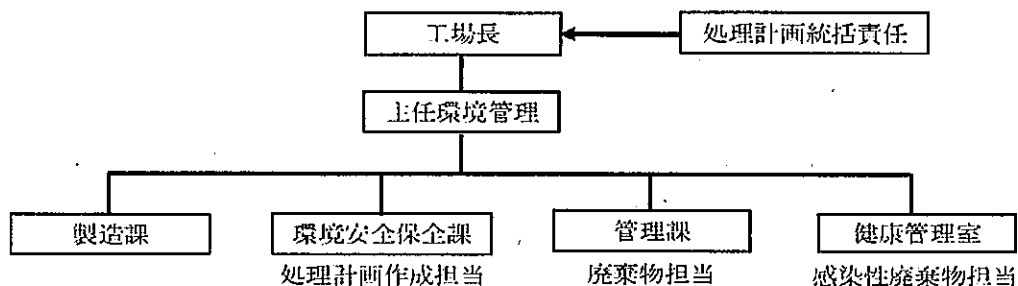 工場長
処理計画統括責任
主任環境管理
製造課
環境安全保全課
管理課
健康管理室
処理計画作成担当
廃棄物担当
感染性廃棄物担当